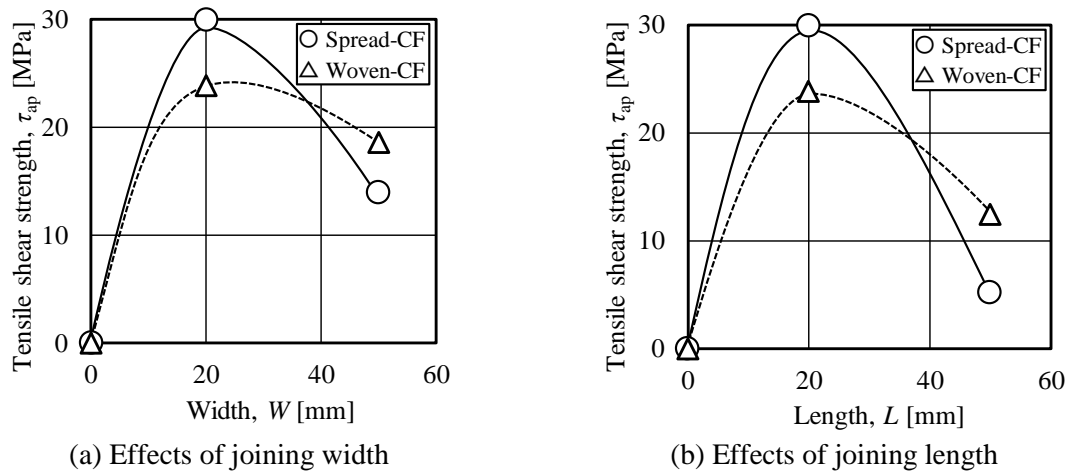 Tensile shear strength, τap [MPa]
30
20
10
0
Spread-CF
Woven-CF
0 20 40 60
Width, W [mm]
(a) Effects of joining width
Tensile shear strength, τap [MPa]
30
20
10
0
Spread-CF
Woven-CF
0 20 40 60
Length, L [mm]
(b) Effects of joining length